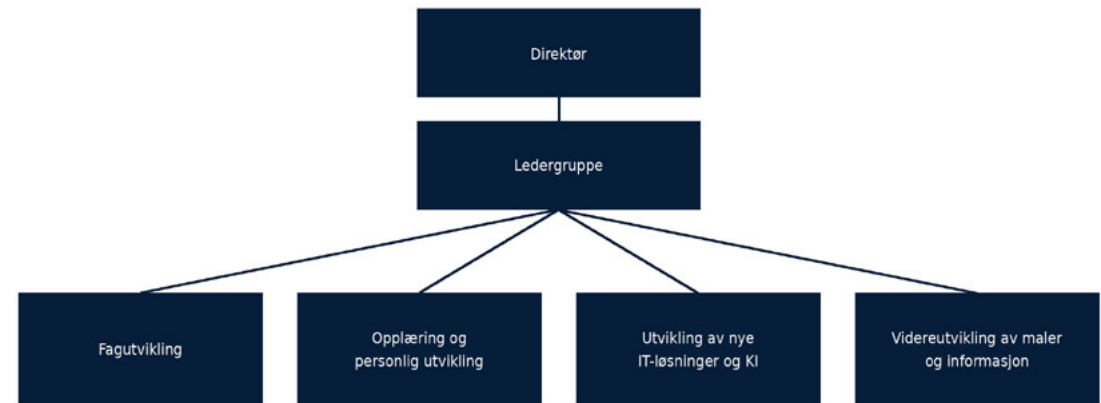 Direktør
Ledergruppe
Fagutvikling
Opplæring og
personlig utvikling
Utvikling av nye
IT-løsninger og KI
Videreutvikling av maler
og informasjon